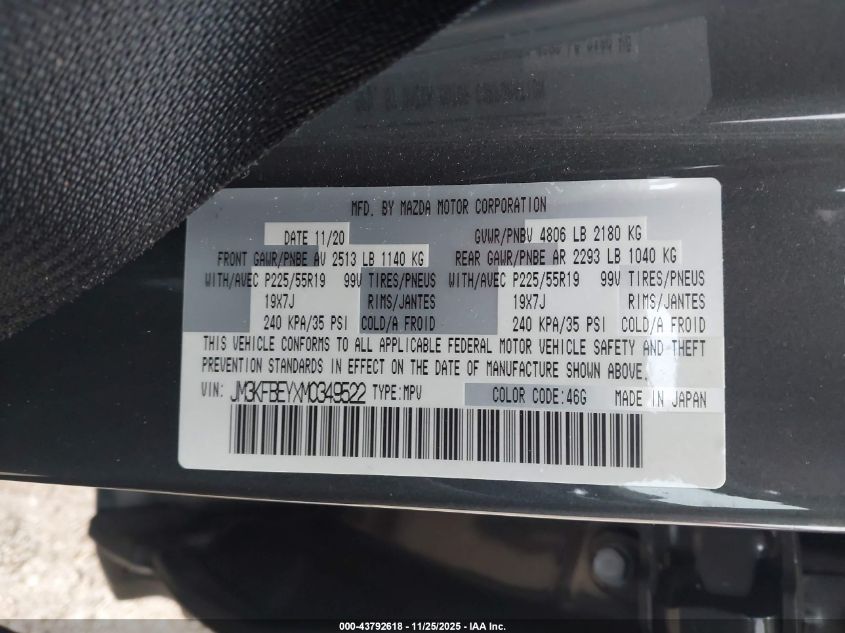 MFD. BY MAZDA MOTOR CORPORATION
DATE 11/20 GVWR/PNBV 4806 LB 2180 KG
FRONT GAWR/PNBE AV 2513 LB 1140 KG REAR GAWR/PNBE AR 2293 LB 1040 KG
WITH/AVEC P225/55R19 99V TIRES/PNEUS WITH/AVEC P225/55R19 99V TIRES/PNEUS
19X7J RIMS/JANTES 19X7J RIMS/JANTES
240 KPA/35 PSI COLD/A FROID 240 KPA/35 PSI COLD/A FROID
THIS VEHICLE CONFORMS TO ALL APPLICABLE FEDERAL MOTOR VEHICLE SAFETY AND THEFT
PREVENTION STANDARDS IN EFFECT ON THE DATE OF MANUFACTURE SHOWN ABOVE.
VIN: JM3KFBEYXM0349522 TYPE:MPV COLOR CODE:46G MADE IN JAPAN
000-43792618 - 11/25/2025 - IAA Inc.